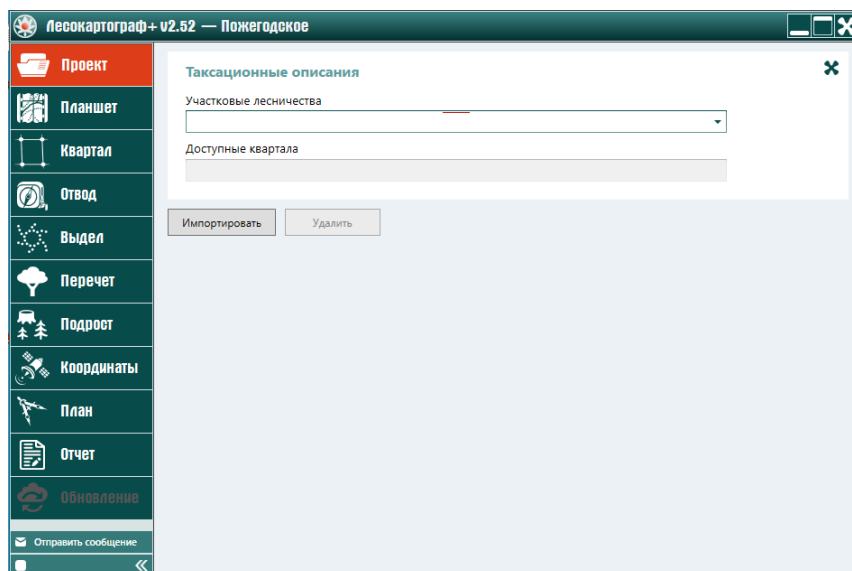 Лесокартограф+ v2.52 — Пожегодское
Проект
Планшет
Квартал
Отвод
Выдел
Перечет
Подрост
Координаты
План
Отчет
Обновление
Отправить сообщение
Таксационные описания
Участковые лесничества
Доступные квартала
Импортировать
Удалить